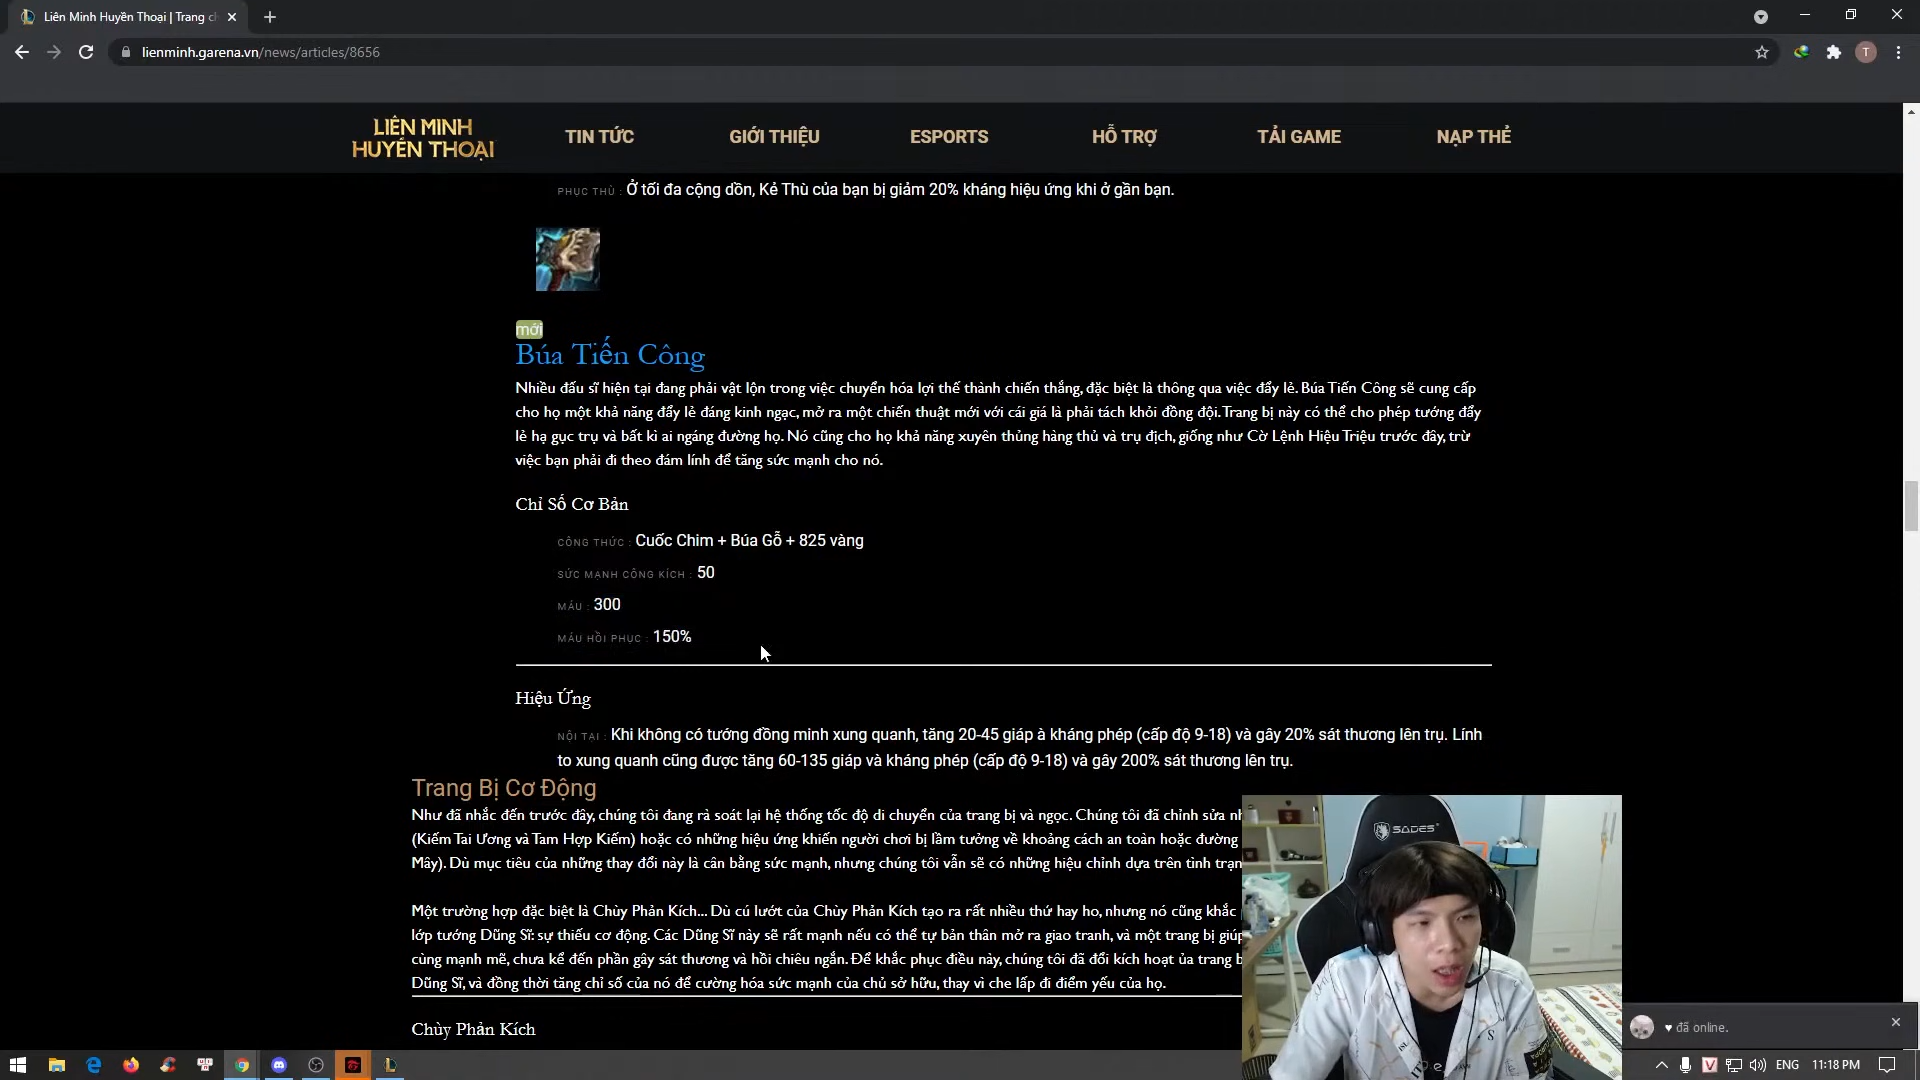 Liên Minh Huyền Thoại | Trang ch
lienminh.garena.vn/news/articles/8656
T
LIÊN MINH
HUYỀN THOẠI
TIN TỨC
GIỚI THIỆU
ESPORTS
HỖ TRỢ
TẢI GAME
NẠP THẺ
PHỤC THÙ : Ở tối đa cộng dồn, Kẻ Thù của bạn bị giảm 20% kháng hiệu ứng khi ở gần bạn.
mới
Búa Tiến Công
Nhiều đấu sĩ hiện tại đang phải vật lộn trong việc chuyển hóa lợi thế thành chiến thắng, đặc biệt là thông qua việc đẩy lẻ. Búa Tiến Công sẽ cung cấp
cho họ một khả năng đẩy lẻ đáng kinh ngạc, mở ra một chiến thuật mới với cái giá là phải tách khỏi đồng đội. Trang bị này có thể cho phép tướng đẩy
lẻ hạ gục trụ và bất kì ai ngáng đường họ. Nó cũng cho họ khả năng xuyên thủng hàng thủ và trụ địch, giống như Cờ Lệnh Hiệu Triệu trước đây, trừ
việc bạn phải đi theo đám lính để tăng sức mạnh cho nó.
Chỉ Số Cơ Bản
CÔNG THỨC : Cuốc Chim + Búa Gỗ + 825 vàng
SỨC MẠNH CÔNG KÍCH : 50
MÁU : 300
MÁU HỒI PHỤC : 150%
Hiệu Ứng
NỘI TẠI : Khi không có tướng đồng minh xung quanh, tăng 20-45 giáp à kháng phép (cấp độ 9-18) và gây 20% sát thương lên trụ. Lính
to xung quanh cũng được tăng 60-135 giáp và kháng phép (cấp độ 9-18) và gây 200% sát thương lên trụ.
Trang Bị Cơ Động
Như đã nhắc đến trước đây, chúng tôi đang rà soát lại hệ thống tốc độ di chuyển của trang bị và ngọc. Chúng tôi đã chỉnh sửa
(Kiếm Tai Ương và Tam Hợp Kiếm) hoặc có những hiệu ứng khiến người chơi bị lầm tưởng về khoảng cách an toàn hoặc đường
Mây). Dù mục tiêu của những thay đổi này là cân bằng sức mạnh, nhưng chúng tôi vẫn sẽ có những hiệu chỉnh dựa trên tình
Một trường hợp đặc biệt là Chùy Phản Kích... Dù cú lướt của Chùy Phản Kích tạo ra rất nhiều thứ hay ho, nhưng nó cũng khắc
lớp tướng Dũng Sĩ: sự thiếu cơ động. Các Dũng Sĩ này sẽ rất mạnh nếu có thể tự bản thân mở ra giao tranh, và một trang bị
cùng mạnh mẽ, chưa kể đến phần gây sát thương và hồi chiêu ngắn. Để khắc phục điều này, chúng tôi đã đổi kích hoạt ủa trang
Dũng Sĩ, và đồng thời tăng chỉ số của nó để cường hóa sức mạnh của chủ sở hữu, thay vì che lấp đi điểm yếu của họ.
Chùy Phản Kích
SADES
♥ đã online.
V
ENG
11:18 PM